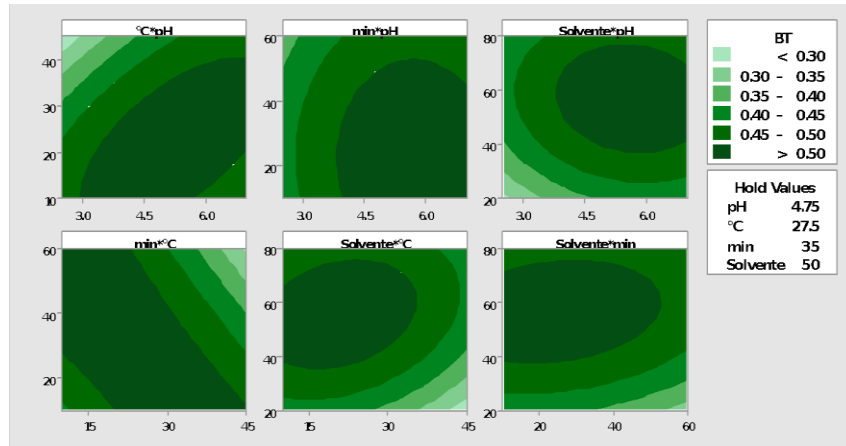 °C*pH
min*pH
Solvente*pH
40
30
20
10
3.0 4.5 6.0
60
40
20
3.0 4.5 6.0
80
60
40
20
3.0 4.5 6.0
BT
< 0.30
0.30 - 0.35
0.35 - 0.40
0.40 - 0.45
0.45 - 0.50
> 0.50
Hold Values
pH 4.75
°C 27.5
min 35
Solvente 50
min*°C
Solvente*°C
Solvente*min
60
40
20
15 30 45
80
60
40
20
15 30 45
80
60
40
20
20 40 60